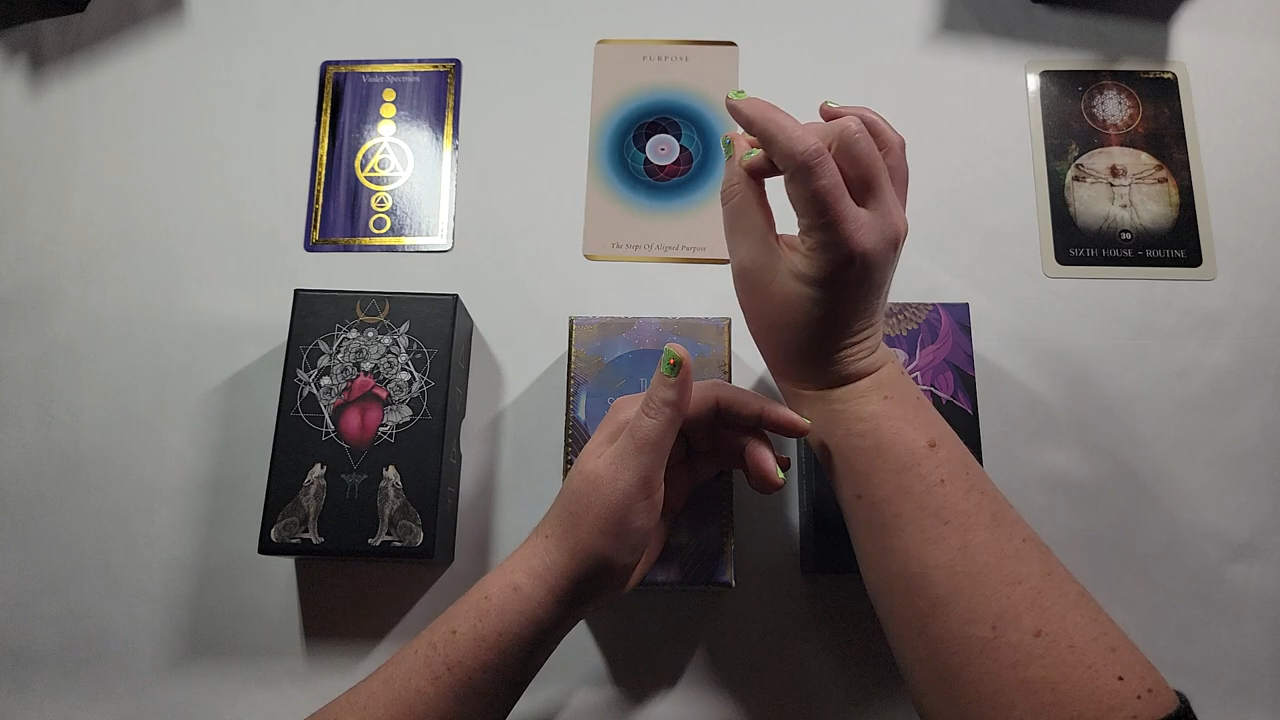 Violet Spectrum
PURPOSE
The Steps Of Aligned Purpose
30
SIXTH HOUSE - ROUTINE